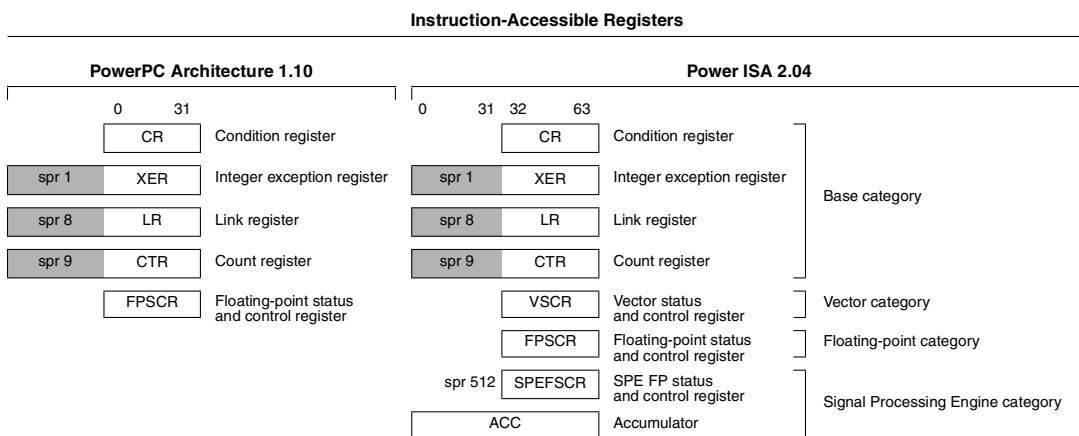 Instruction-Accessible Registers
PowerPC Architecture 1.10
0 31
CR Condition register
spr 1 XER Integer exception register
spr 8 LR Link register
spr 9 CTR Count register
FPSCR Floating-point status
and control register
Power ISA 2.04
0 31 32 63
CR Condition register
spr 1 XER Integer exception register
spr 8 LR Link register
spr 9 CTR Count register
Base category
VSCR Vector status
and control register
Vector category
FPSCR Floating-point status
and control register
Floating-point category
spr 512 SPEFSCR SPE FP status
and control register
ACC Accumulator
Signal Processing Engine category